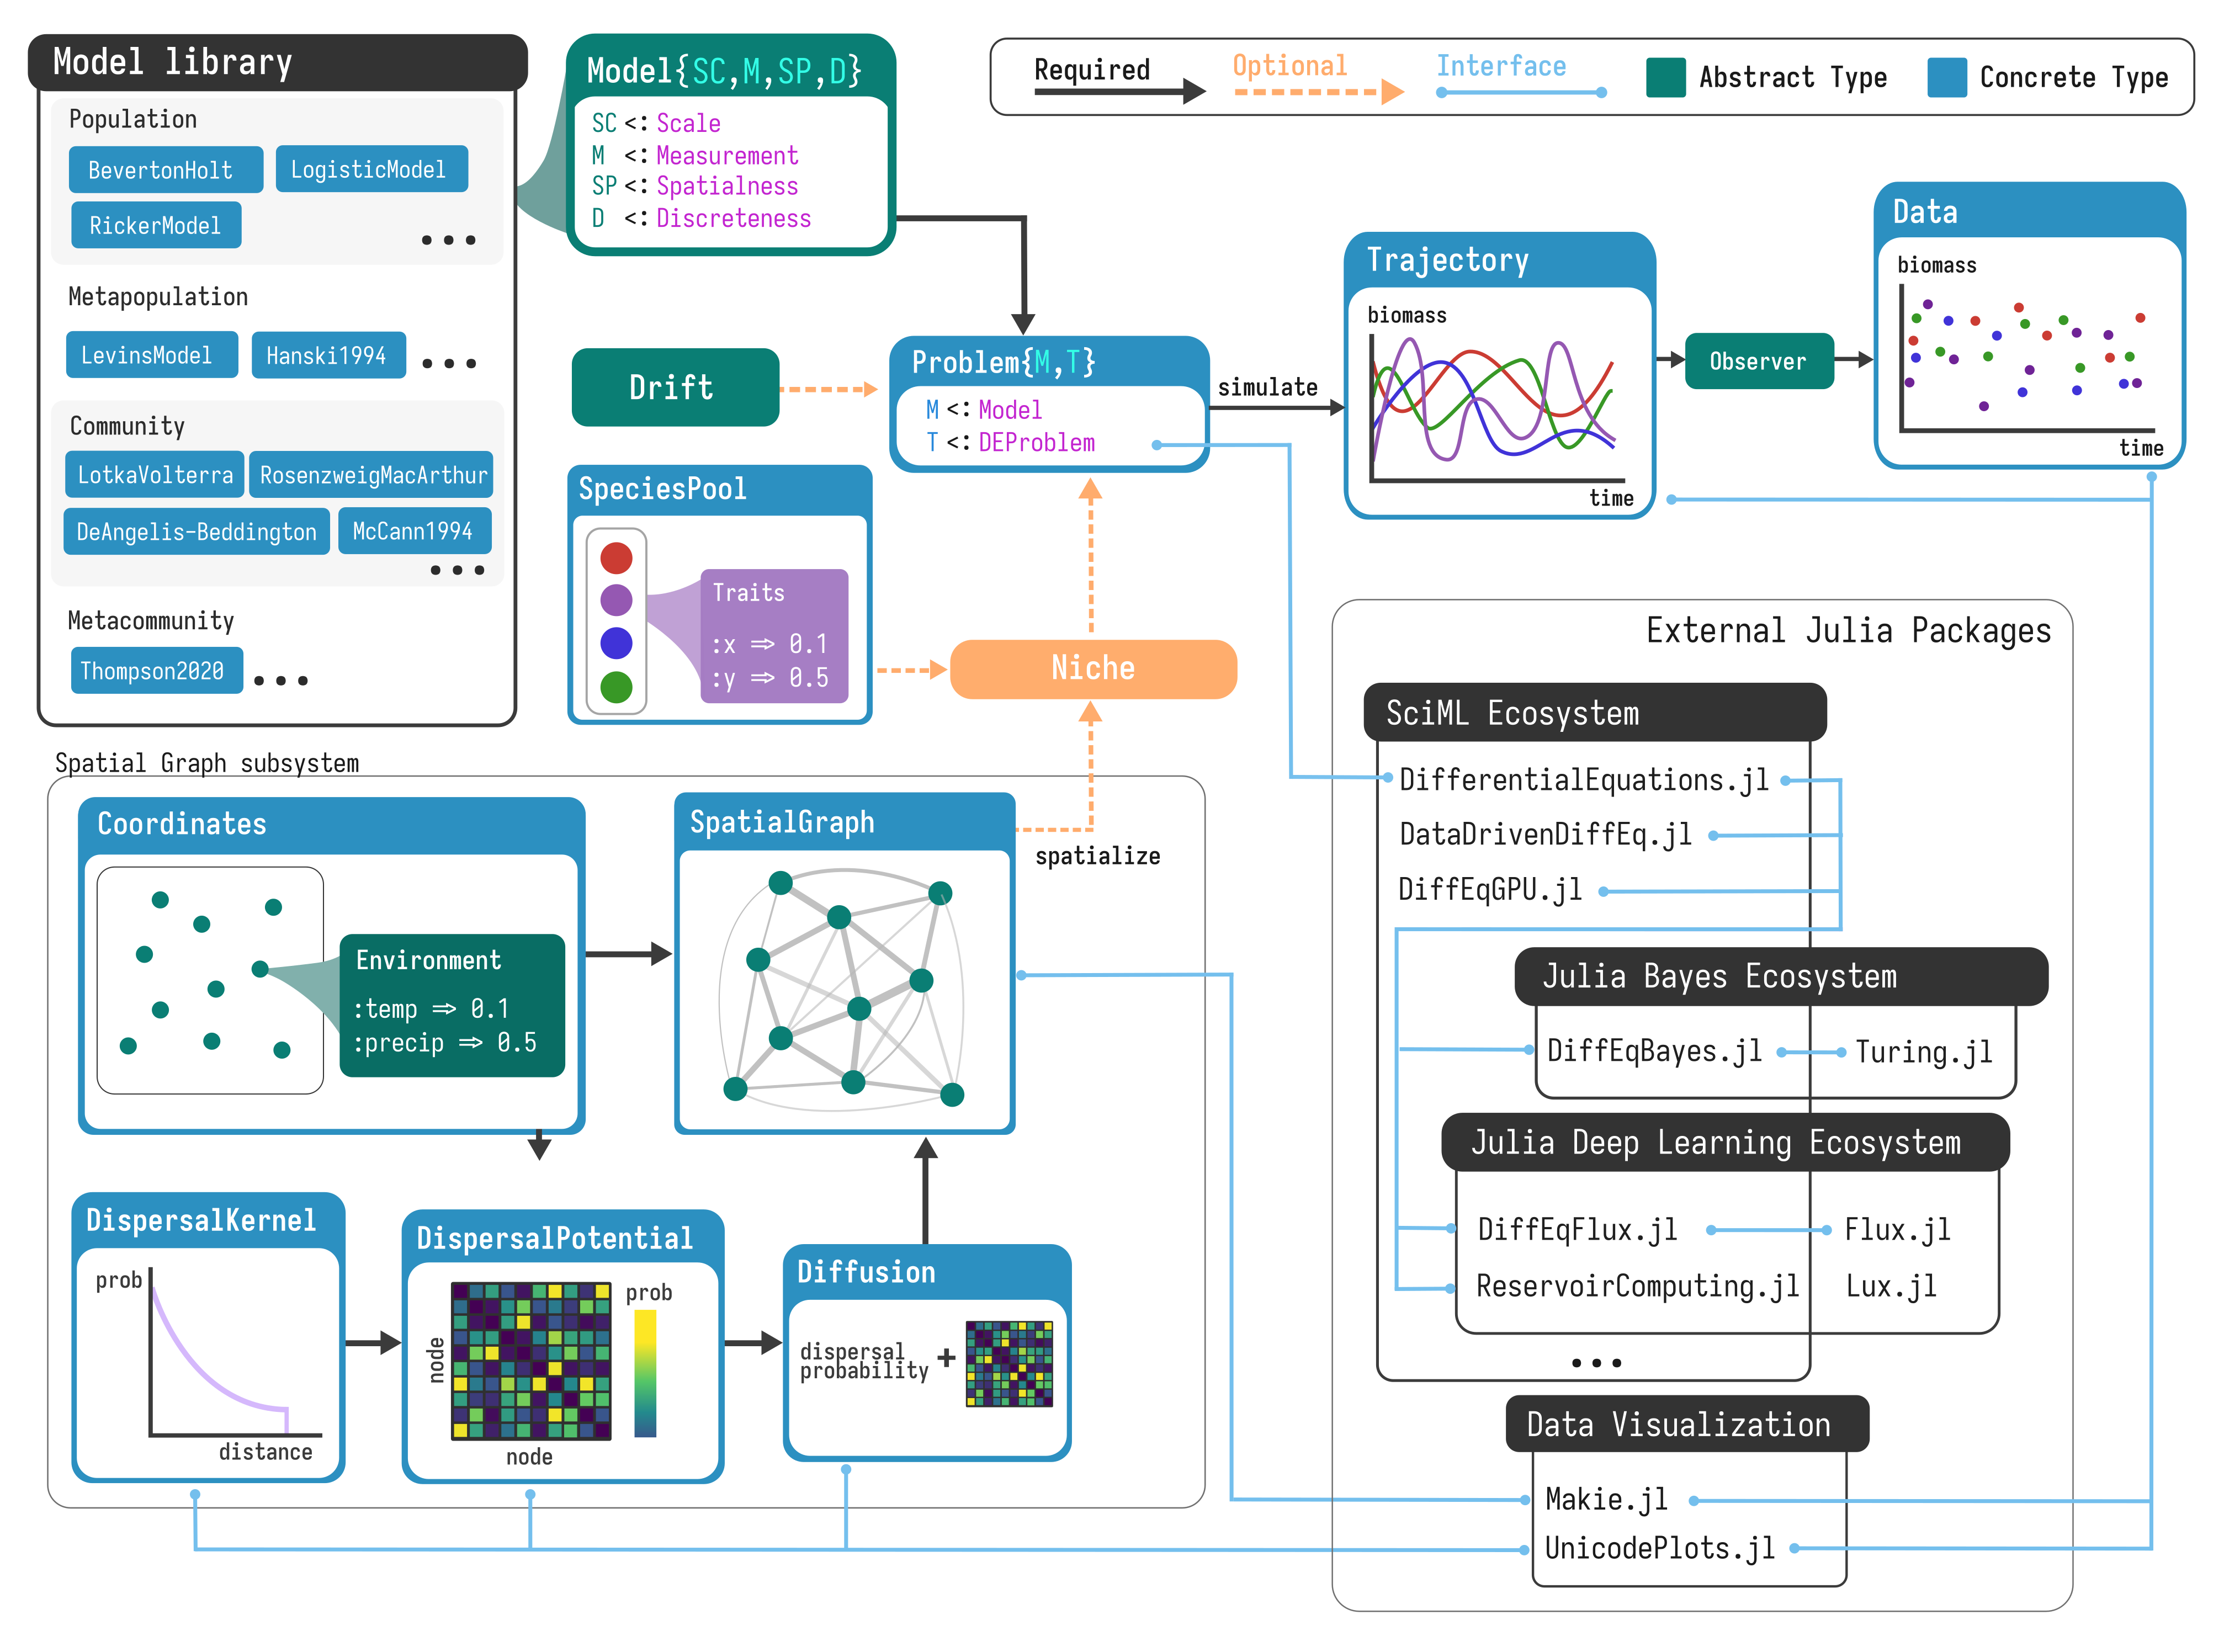 Model library
Population
BevertonHolt
LogisticModel
RickerModel
...
Metapopulation
LevinsModel
Hanski1994
...
Community
LotkaVolterra
RosenzweigMacArthur
DeAngelis-Beddington
McCann1994
...
Metacommunity
Thompson2020
...
Model{SC,M,SP,D}
SC <: Scale
M <: Measurement
SP <: Spatialness
D <: Discreteness
Required
Optional
Interface
Abstract Type
Concrete Type
Drift
Problem{M,T}
M <: Model
T <: DEProblem
simulate
Trajectory
biomass
time
Observer
Data
biomass
time
SpeciesPool
Traits
:x => 0.1
:y => 0.5
Niche
spatialize
Spatial Graph subsystem
Coordinates
Environment
:temp => 0.1
:precip => 0.5
SpatialGraph
DispersalKernel
prob
distance
DispersalPotential
node
prob
node
Diffusion
dispersal
probability +
External Julia Packages
SciML Ecosystem
DifferentialEquations.jl
DataDrivenDiffEq.jl
DiffEqGPU.jl
Julia Bayes Ecosystem
DiffEqBayes.jl
Turing.jl
Julia Deep Learning Ecosystem
DiffEqFlux.jl
Flux.jl
ReservoirComputing.jl
Lux.jl
...
Data Visualization
Makie.jl
UnicodePlots.jl